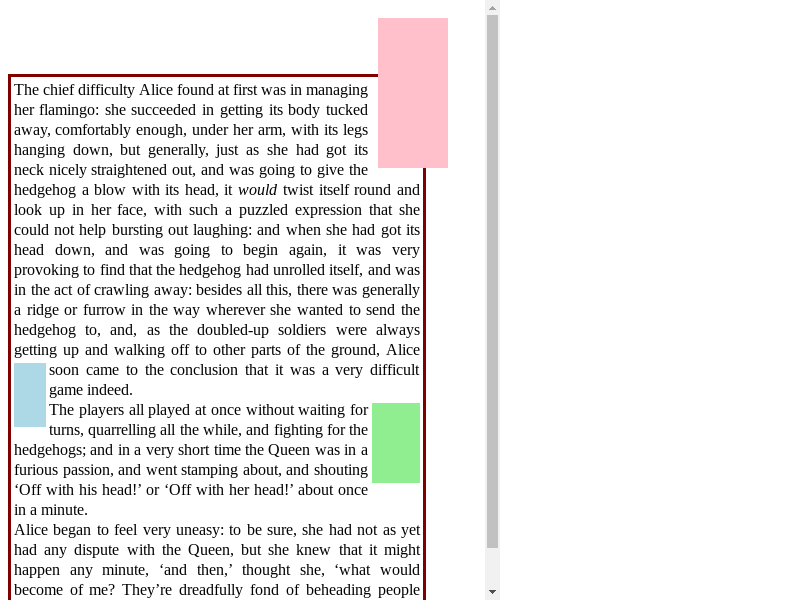 The chief difficulty Alice found at first was in managing
her flamingo: she succeeded in getting its body tucked
away, comfortably enough, under her arm, with its legs
hanging down, but generally, just as she had got its
neck nicely straightened out, and was going to give the
hedgehog a blow with its head, it would twist itself round and
look up in her face, with such a puzzled expression that she
could not help bursting out laughing: and when she had got its
head down, and was going to begin again, it was very
provoking to find that the hedgehog had unrolled itself, and was
in the act of crawling away: besides all this, there was generally
a ridge or furrow in the way wherever she wanted to send the
hedgehog to, and, as the doubled-up soldiers were always
getting up and walking off to other parts of the ground, Alice
soon came to the conclusion that it was a very difficult
game indeed.
The players all played at once without waiting for
turns, quarrelling all the while, and fighting for the
hedgehogs; and in a very short time the Queen was in a
furious passion, and went stamping about, and shouting
‘Off with his head!’ or ‘Off with her head!’ about once
in a minute.
Alice began to feel very uneasy: to be sure, she had not as yet
had any dispute with the Queen, but she knew that it might
happen any minute, ‘and then,’ thought she, ‘what would
become of me? They’re dreadfully fond of beheading people